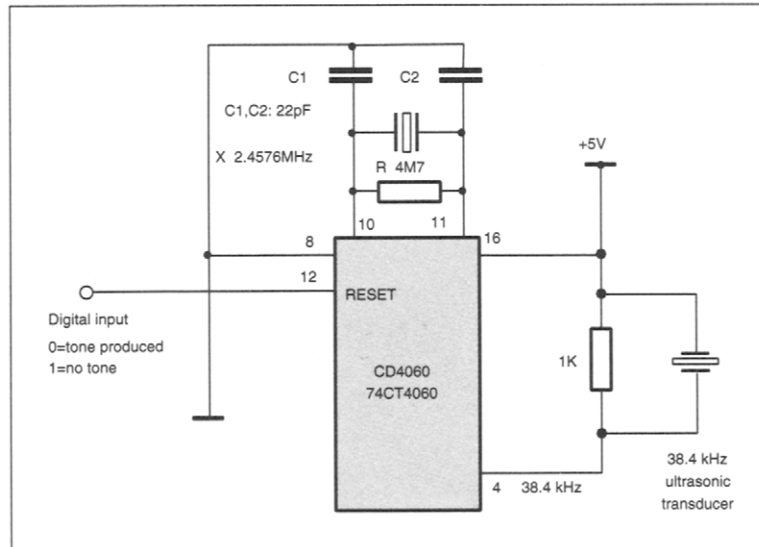 C1
C2
C1,C2: 22pF
X 2.4576MHz
R 4M7
+5V
10
11
8
16
12
RESET
Digital input
0=tone produced
1=no tone
CD4060
74CT4060
1K
4
38.4 kHz
38.4 kHz
ultrasonic
transducer